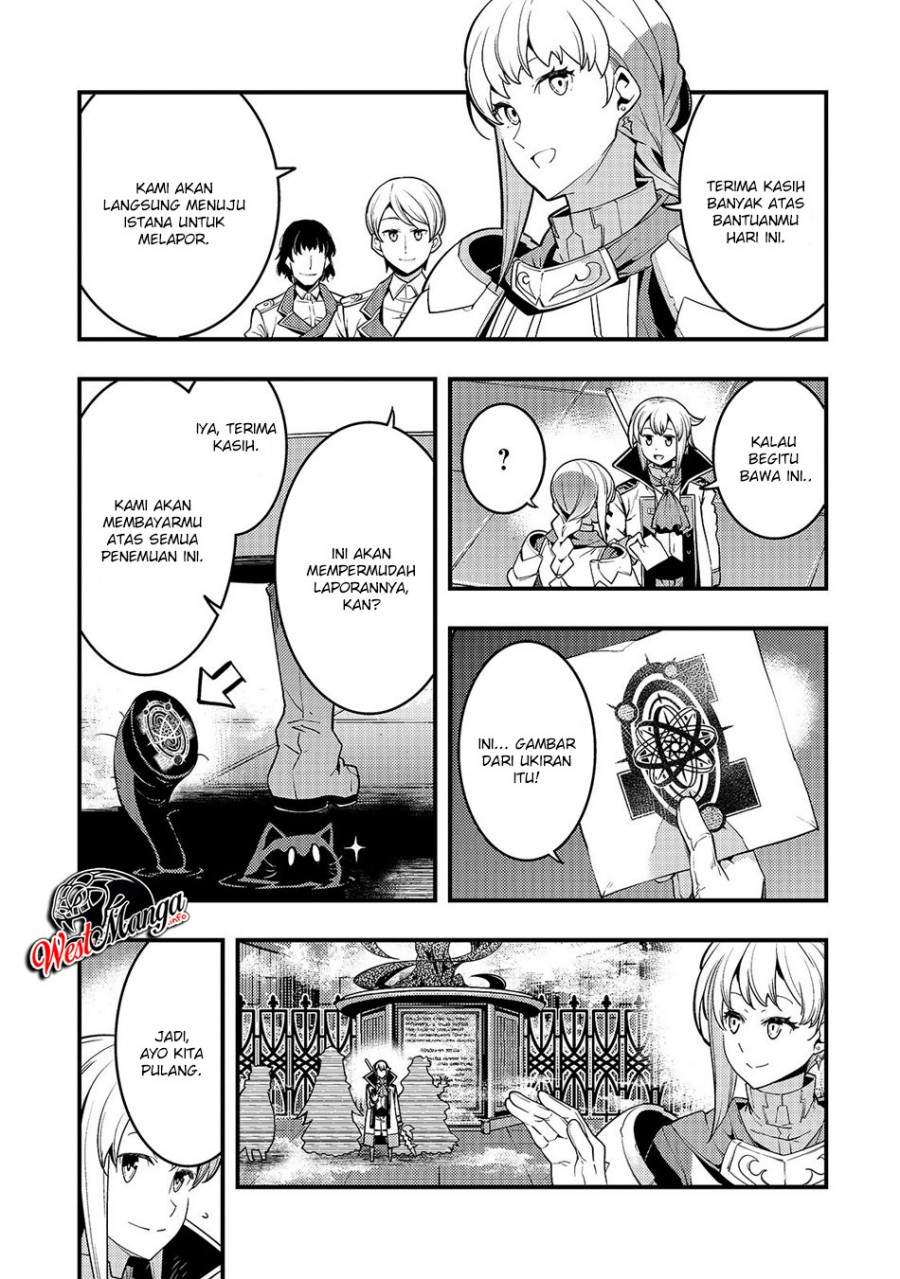 TERIMA KASIH
BANYAK ATAS
BANTUANMU
HARI INI.
KAMI AKAN
LANGSUNG MENUJU
ISTANA UNTUK
MELAPOR.
KALAU
BEGITU
BAWA INI..
?
INI... GAMBAR
DARI UKIRAN
ITU!
INI AKAN
MEMPERMUDAH
LAPORANNYA,
KAN?
IYA, TERIMA
KASIH.
KAMI AKAN
MEMBAYARMU
ATAS SEMUA
PENEMUAN INI.
WestManga
.info
JADI,
AYO KITA
PULANG.